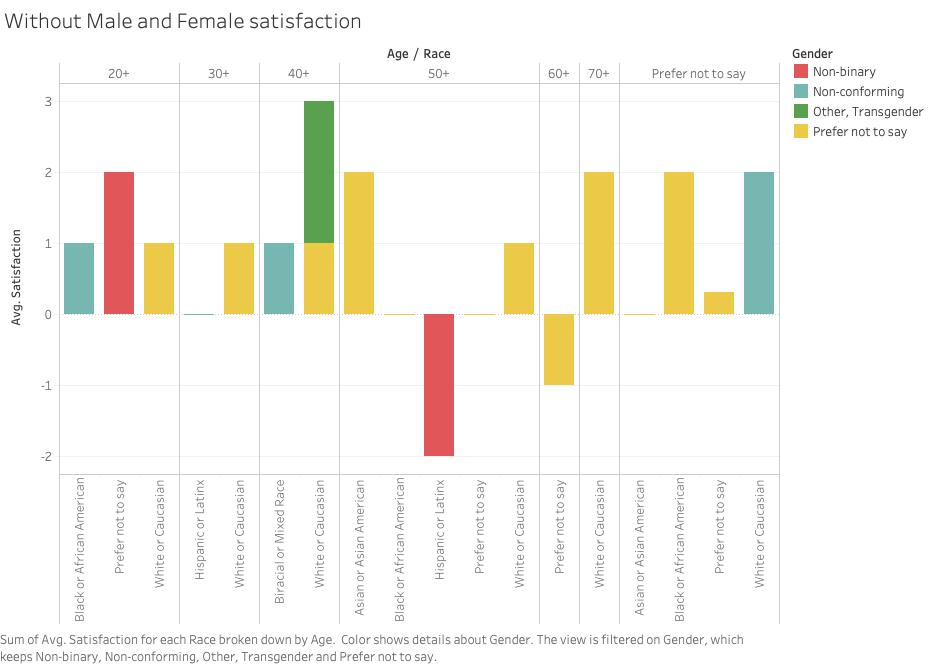 Without Male and Female satisfaction
Age / Race
20+ 30+ 40+ 50+ 60+ 70+ Prefer not to say
Gender
Non-binary
Non-conforming
Other, Transgender
Prefer not to say
Avg. Satisfaction
3
2
1
0
-1
-2
Black or African American
Prefer not to say
White or Caucasian
Hispanic or Latinx
White or Caucasian
Biracial or Mixed Race
White or Caucasian
Asian or Asian American
Black or African American
Hispanic or Latinx
Prefer not to say
White or Caucasian
Prefer not to say
White or Caucasian
Asian or Asian American
Black or African American
Prefer not to say
White or Caucasian
Sum of Avg. Satisfaction for each Race broken down by Age. Color shows details about Gender. The view is filtered on Gender, which
keeps Non-binary, Non-conforming, Other, Transgender and Prefer not to say.